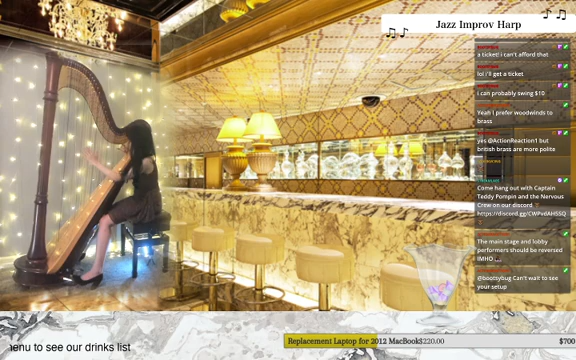 Jazz Improv Harp
a ticket! i can't afford that
lol i'll get a ticket
i can probably swing $10
Yeah I prefer woodwinds to
brass
yes @ActionReaction1 but
british brass are more polite
Come hang out with Captain
Teddy Pompin and the Nervous
Crew on our discord
The main stage and lobby
performers should be reversed
IMHO
@bootsybug Can't wait to see
your setup
enu to see our drinks list
Replacement Laptop for 2012 MacBook $220.00
$700